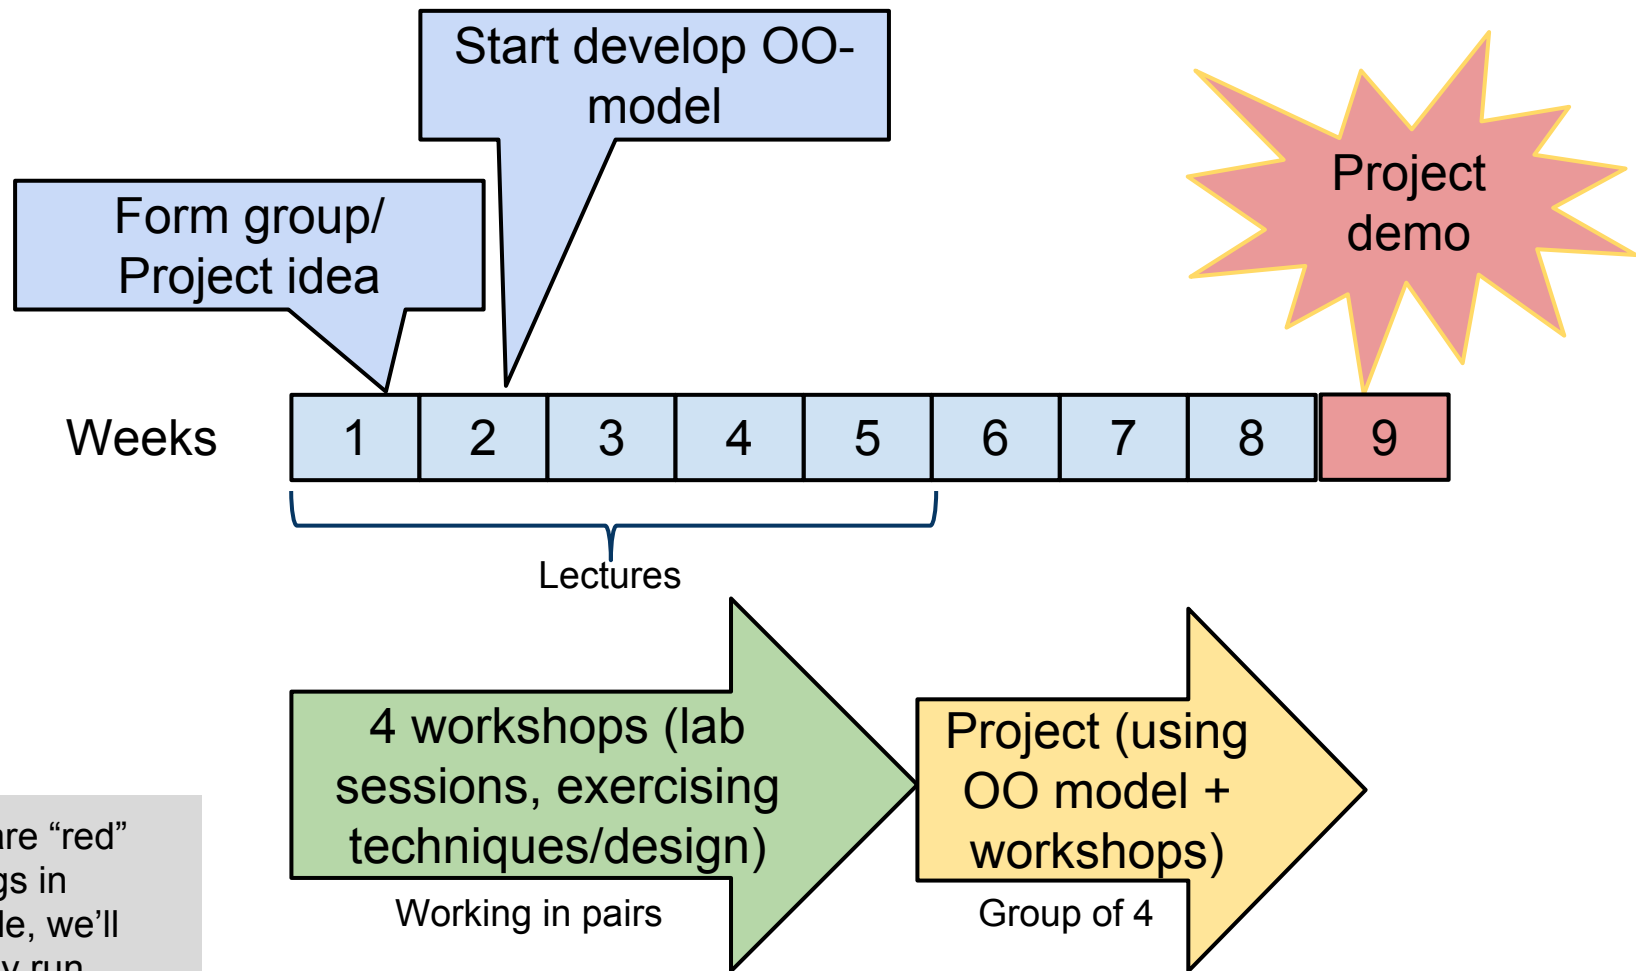 Start develop OO-
model
Form group/
Project idea
Project
demo
Weeks 1 2 3 4 5 6 7 8 9
Lectures
4 workshops (lab
sessions, exercising
techniques/design)
Working in pairs
Project (using
OO model +
workshops)
Group of 4
are “red”
gs in
le, we’ll
y run